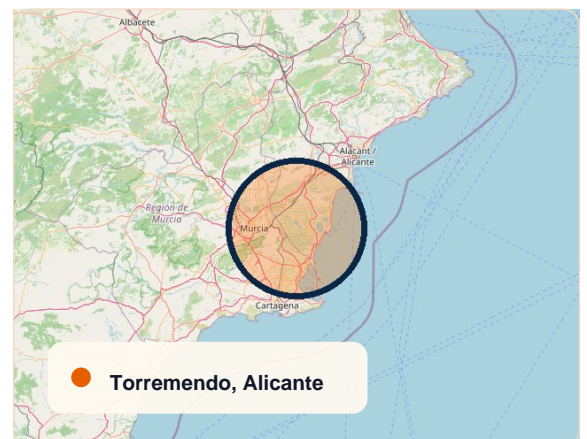 Albacete
Alacant /
Alicante
Región de
Murcia
Murcia
Cartagena
Torremendo, Alicante